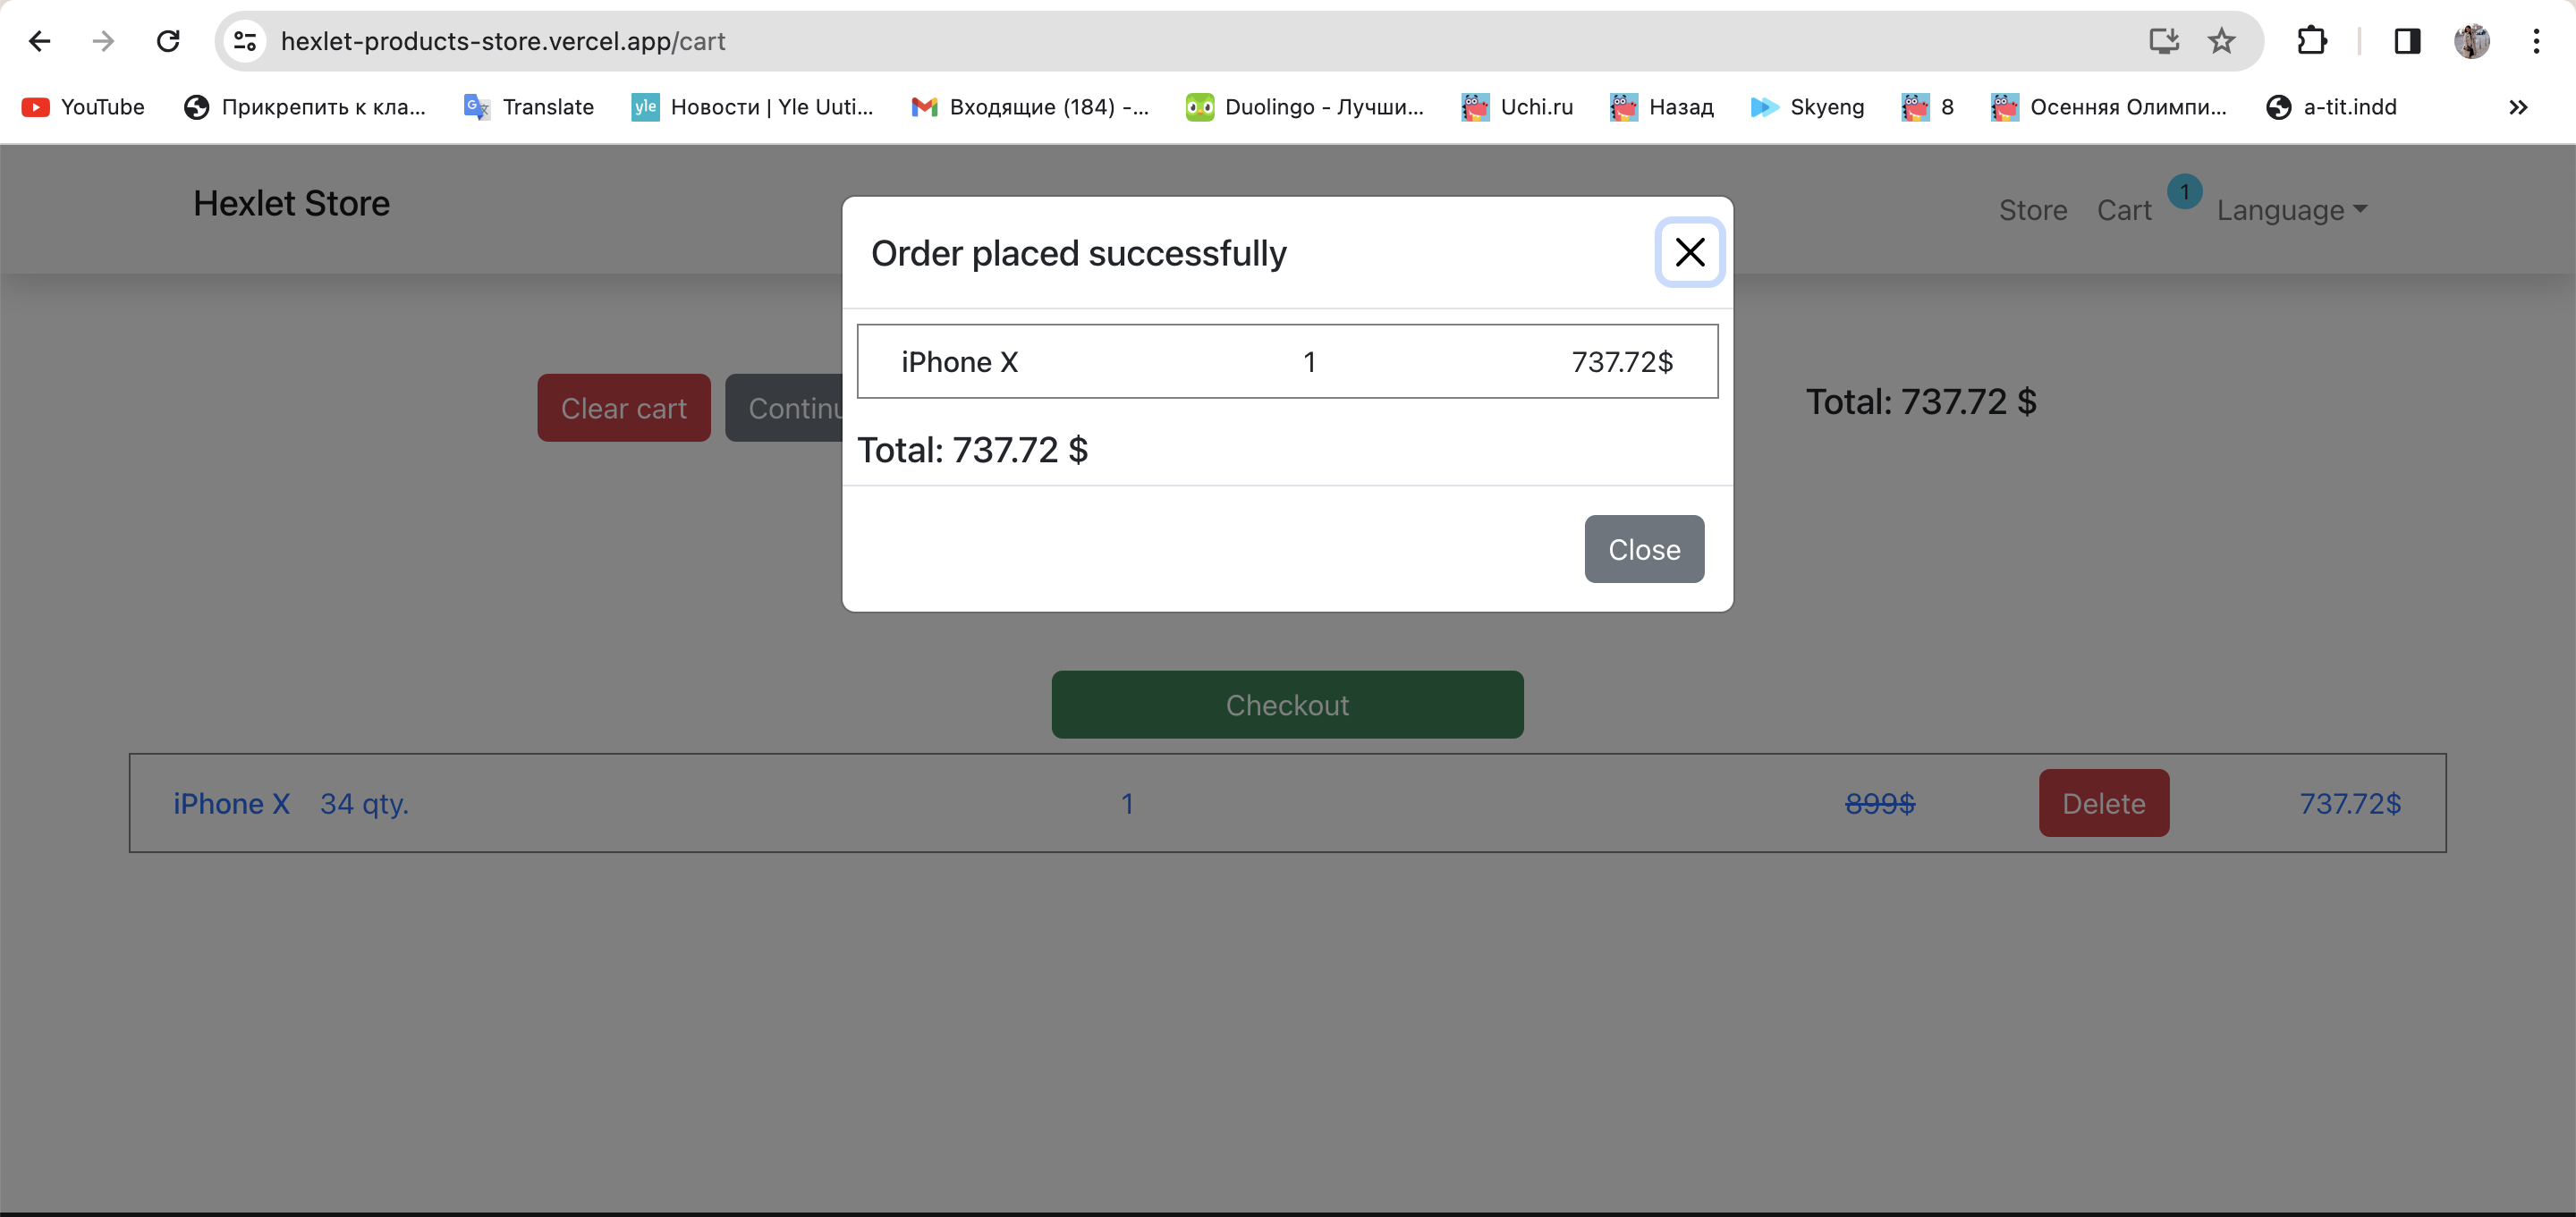 hexlet-products-store.vercel.app/cart
YouTube Прикрепить к кла... Translate yle Новости | Yle Uuti... Входящие (184) -... Duolingo - Лучши... Uchi.ru Назад Skyeng 8 Осенняя Олимпи... a-tit.indd
Hexlet Store
Store Cart 1 Language
Order placed successfully
iPhone X 1 737.72$
Total: 737.72 $
Close
Clear cart Continu
Total: 737.72 $
Checkout
iPhone X 34 qty. 1 899$ Delete 737.72$